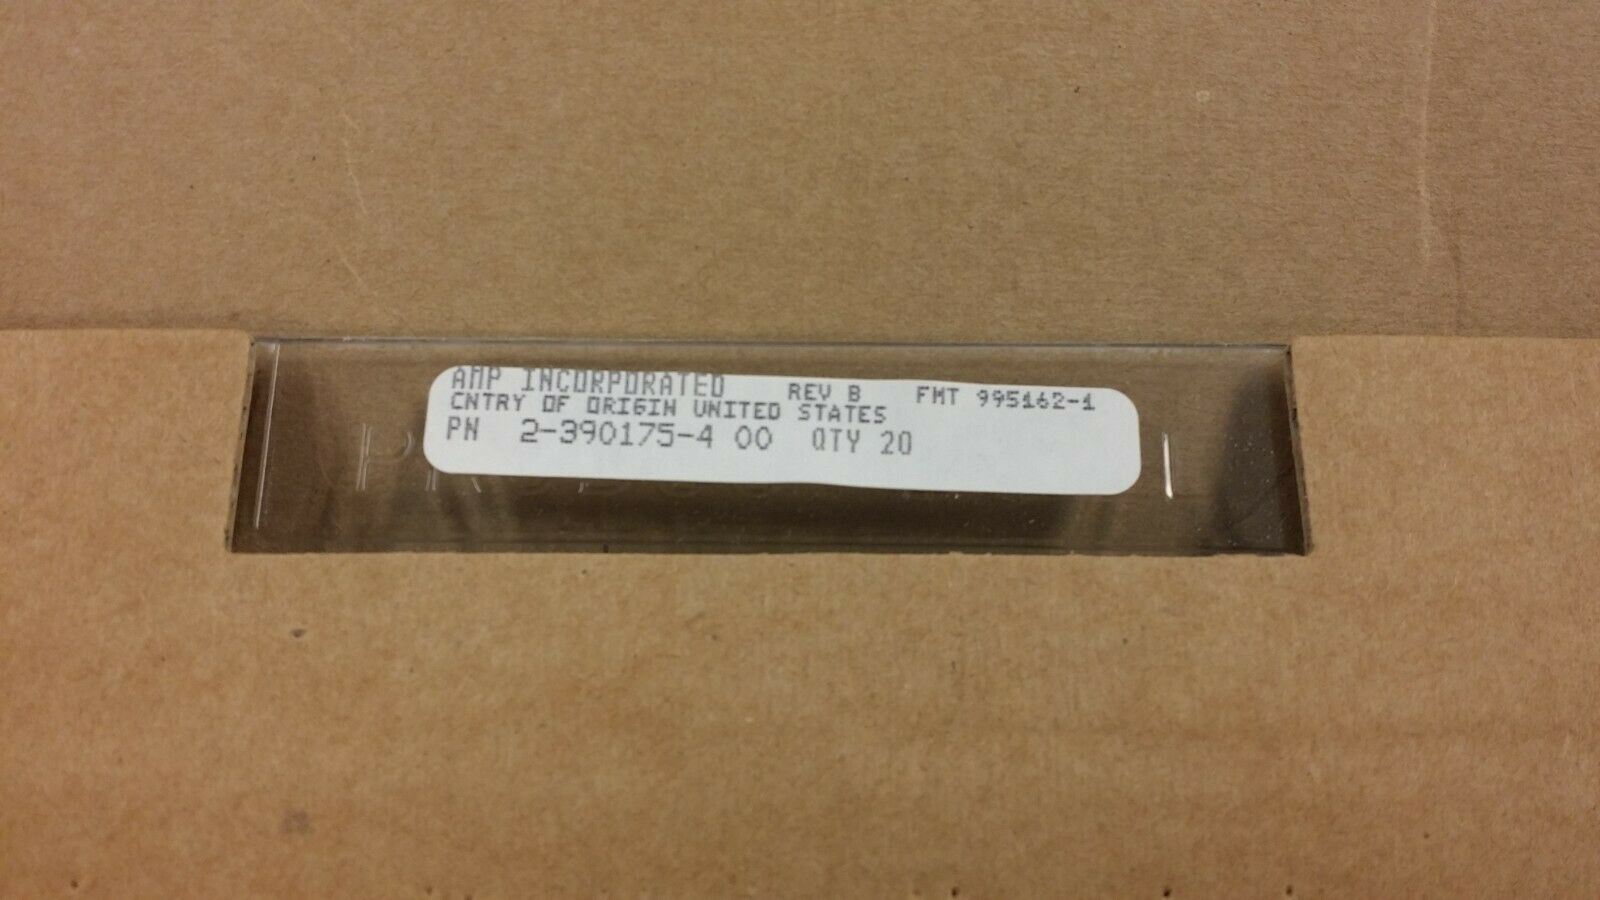 AMP INCORPORATED REV B FMT 995162-1
CNTRY OF ORIGIN UNITED STATES
PN 2-390175-4 00 QTY 20